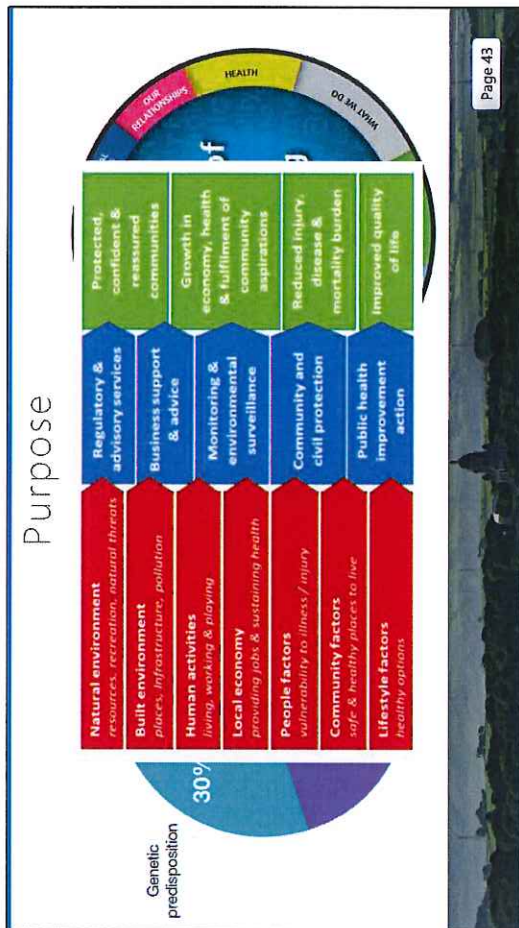 Purpose
Genetic
predisposition
30%
Natural environment
resources, recreation, natural threats
Built environment
places, Infrastructure, pollution
Human activities
living, working & playing
Local economy
providing jobs & sustaining health
People factors
vulnerability to illness / injury
Community factors
safe & healthy places to live
Lifestyle factors
healthy options
Regulatory &
advisory services
Business support
& advice
Monitoring &
environmental
surveillance
Community and
civil protection
Public health
improvement
action
Protected,
confident &
reassured
communities
Growth in
economy, health
& fulfilment of
community
aspirations
Reduced injury,
disease &
mortality burden
Improved quality
of life
of
OUR
RELATIONSHIPS
HEALTH
WHAT WE DO
Page 43